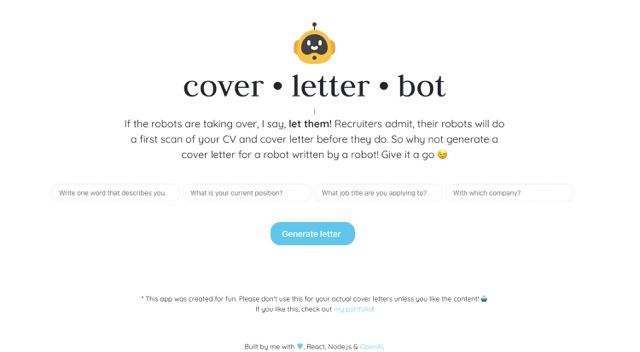 cover • letter • bot
If the robots are taking over, I say, let them! Recruiters admit, their robots will do
a first scan of your CV and cover letter before they do. So why not generate a
cover letter for a robot written by a robot! Give it a go 😉
Write one word that describes you. What is your current position? What job title are you applying to? With which company?
Generate letter
* This app was created for fun. Please don't use this for your actual cover letters unless you like the content! 🤖
If you like this, check out my portfolio!
Built by me with 💙, React, Node.js & OpenAI.